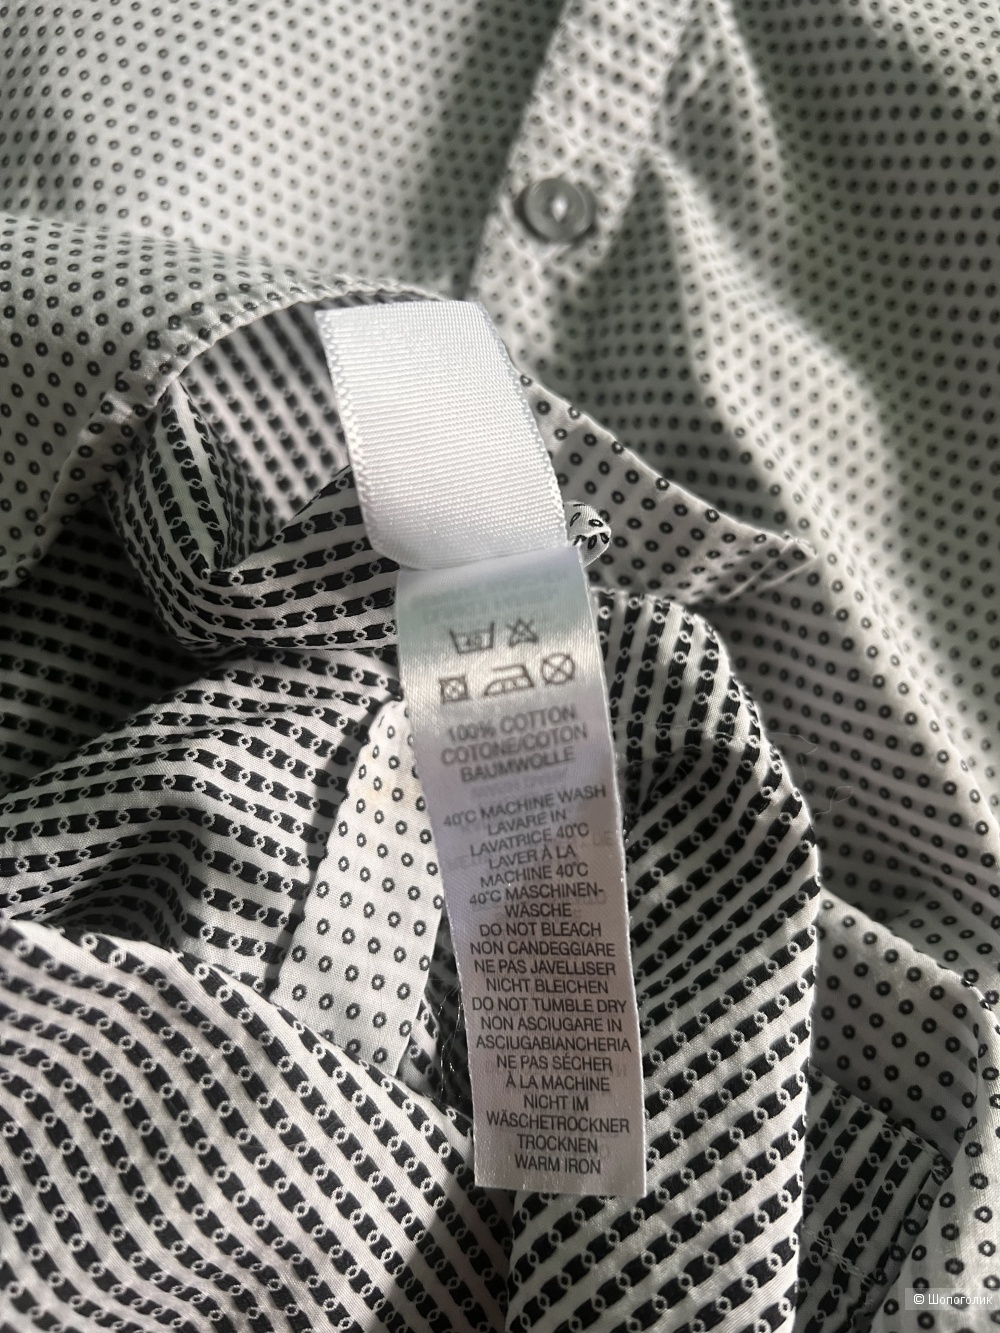 100% COTTON
COTONE/COTON
BAUMWOLLE
40°C MACHINE WASH
LAVARE IN
LAVATRICE 40°C
LAVER À LA
MACHINE 40°C
40°C MASCHINEN-
WÄSCHE
DO NOT BLEACH
NON CANDEGGIARE
NE PAS JAVELLISER
NICHT BLEICHEN
DO NOT TUMBLE DRY
NON ASCIUGARE IN
ASCIUGABIANCHERIA
NE PAS SÉCHER
À LA MACHINE
NICHT IM
WÄSCHETROCKNER
TROCKNEN
WARM IRON
© Шопоголик